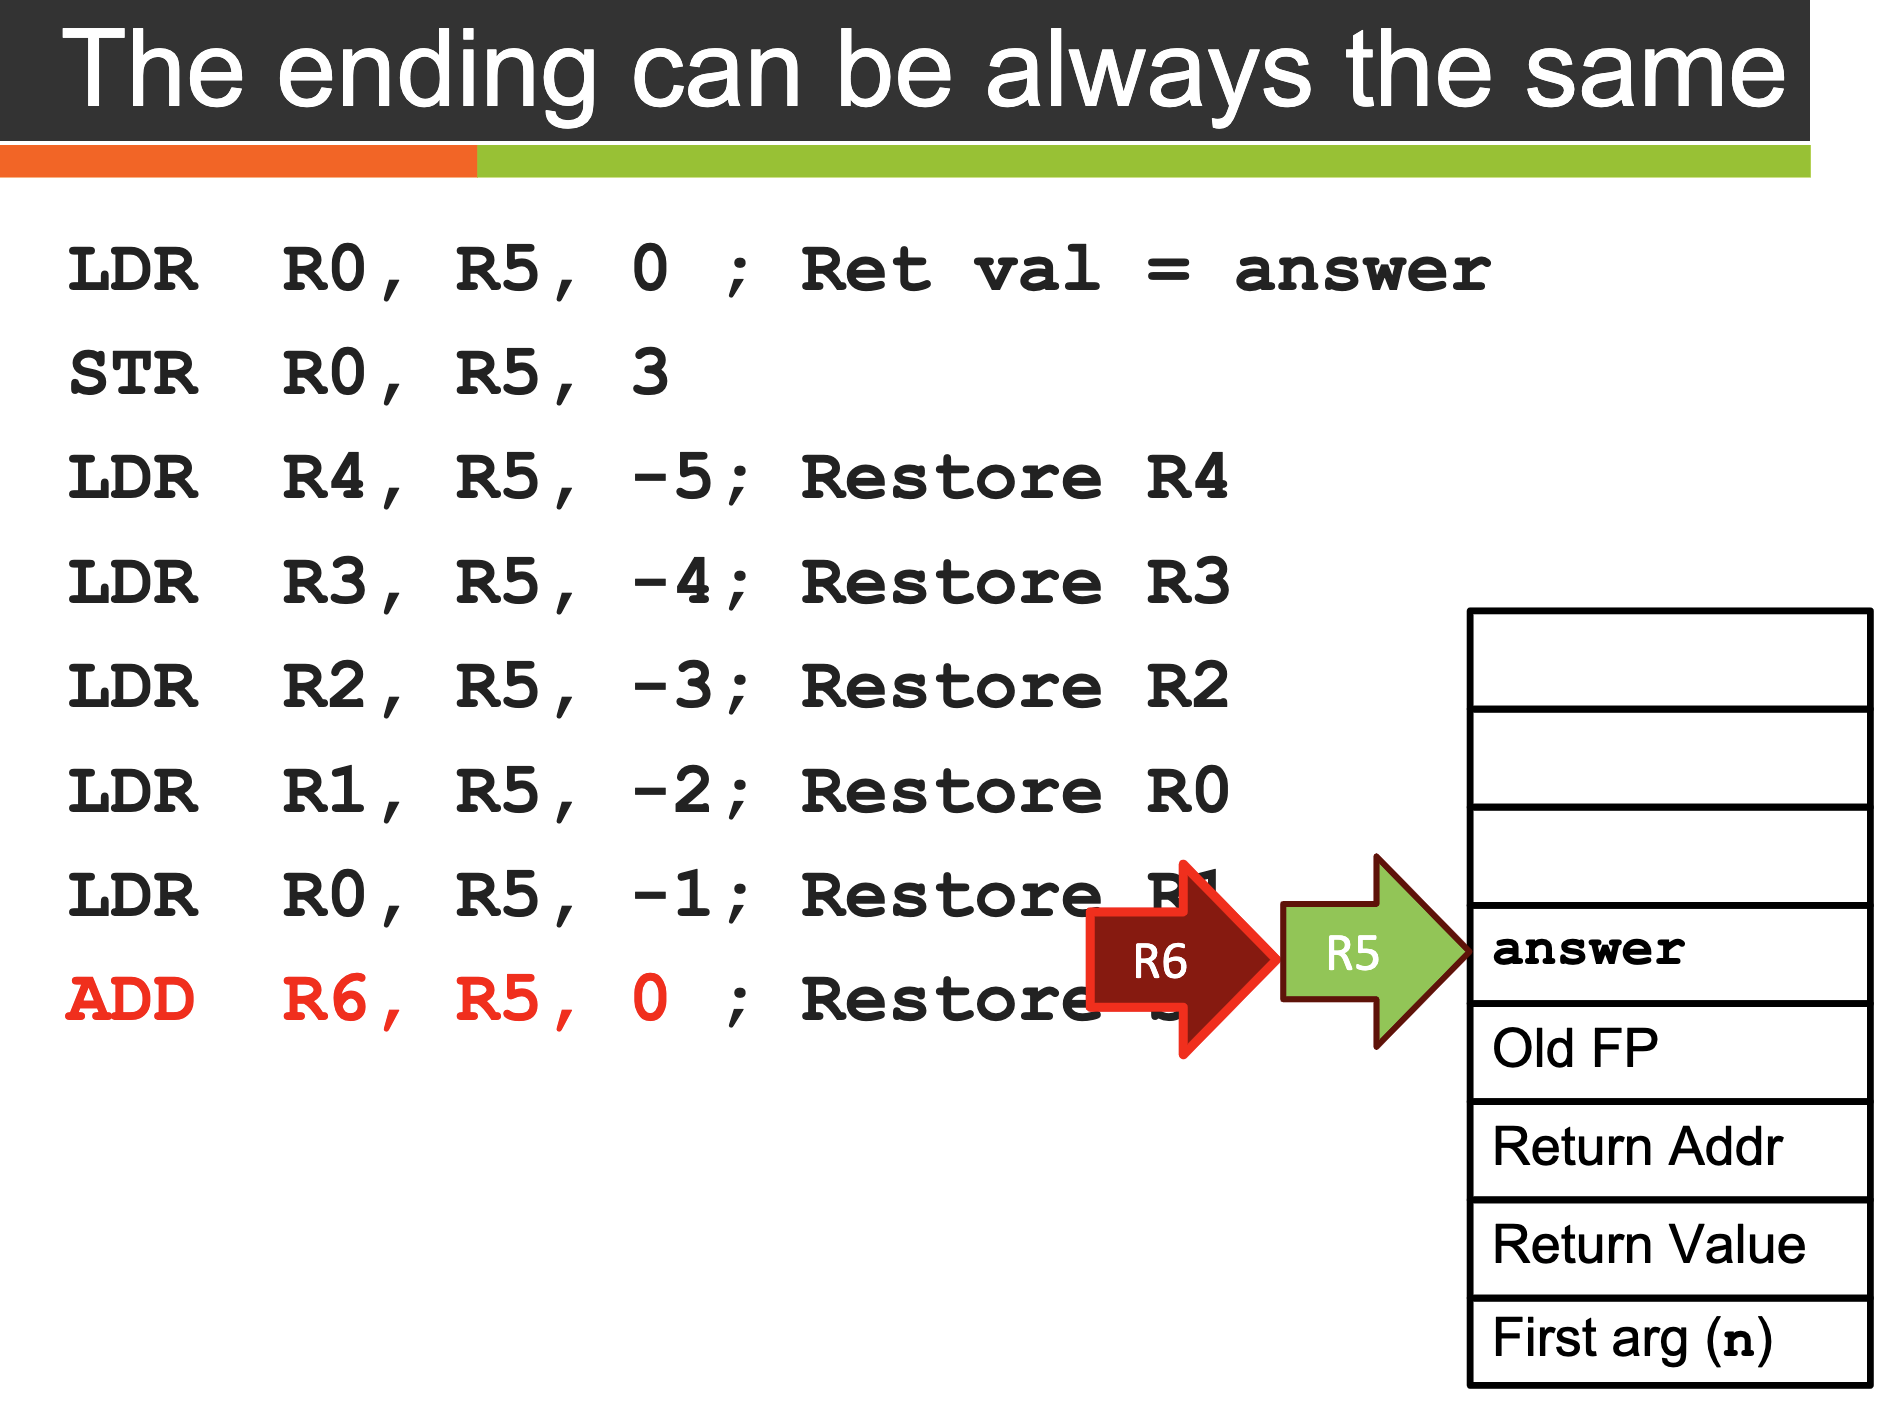 The ending can be always the same
LDR R0, R5, 0 ; Ret val = answer
STR R0, R5, 3
LDR R4, R5, -5; Restore R4
LDR R3, R5, -4; Restore R3
LDR R2, R5, -3; Restore R2
LDR R1, R5, -2; Restore R0
LDR R0, R5, -1; Restore R1
ADD R6, R5, 0 ; Restore
R6
R5
answer
Old FP
Return Addr
Return Value
First arg (n)